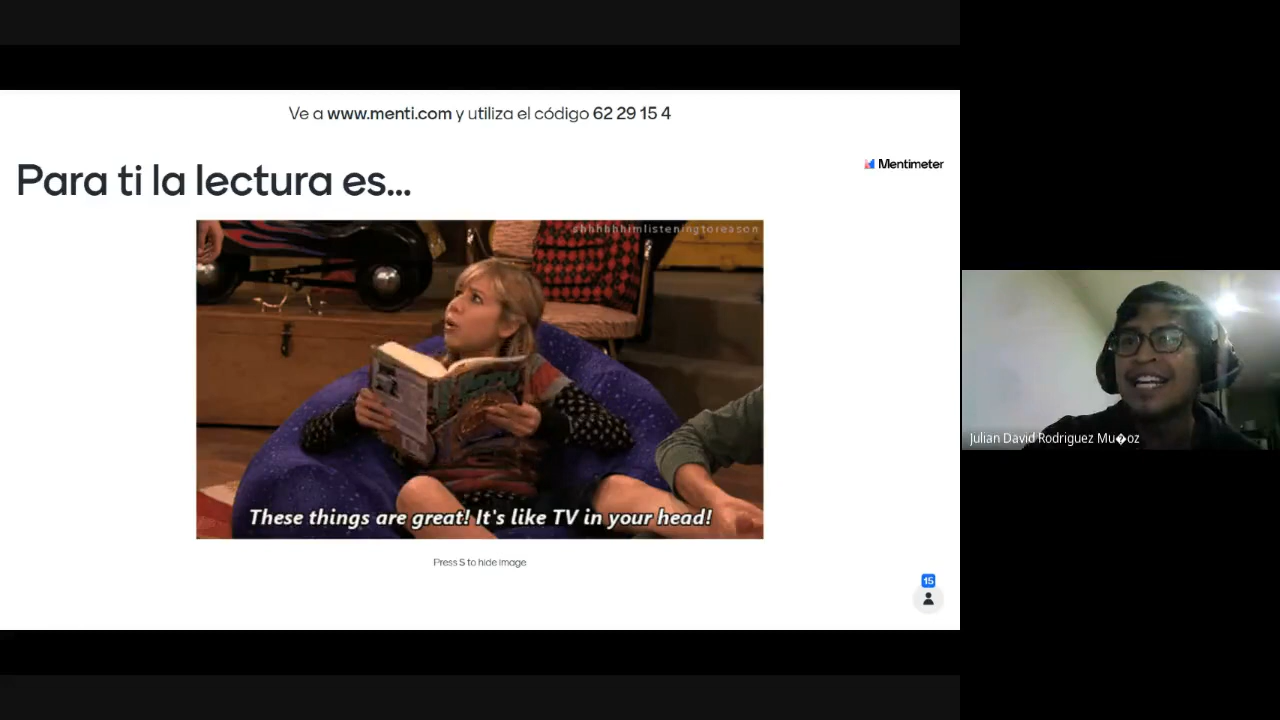 Ve a www.menti.com y utiliza el código 62 29 15 4
Mentimeter
Para ti la lectura es...
shhhhhhimlisteningtoreason
These things are great! It's like TV in your head!
Press S to hide image
15
Julian David Rodriguez Mu�oz